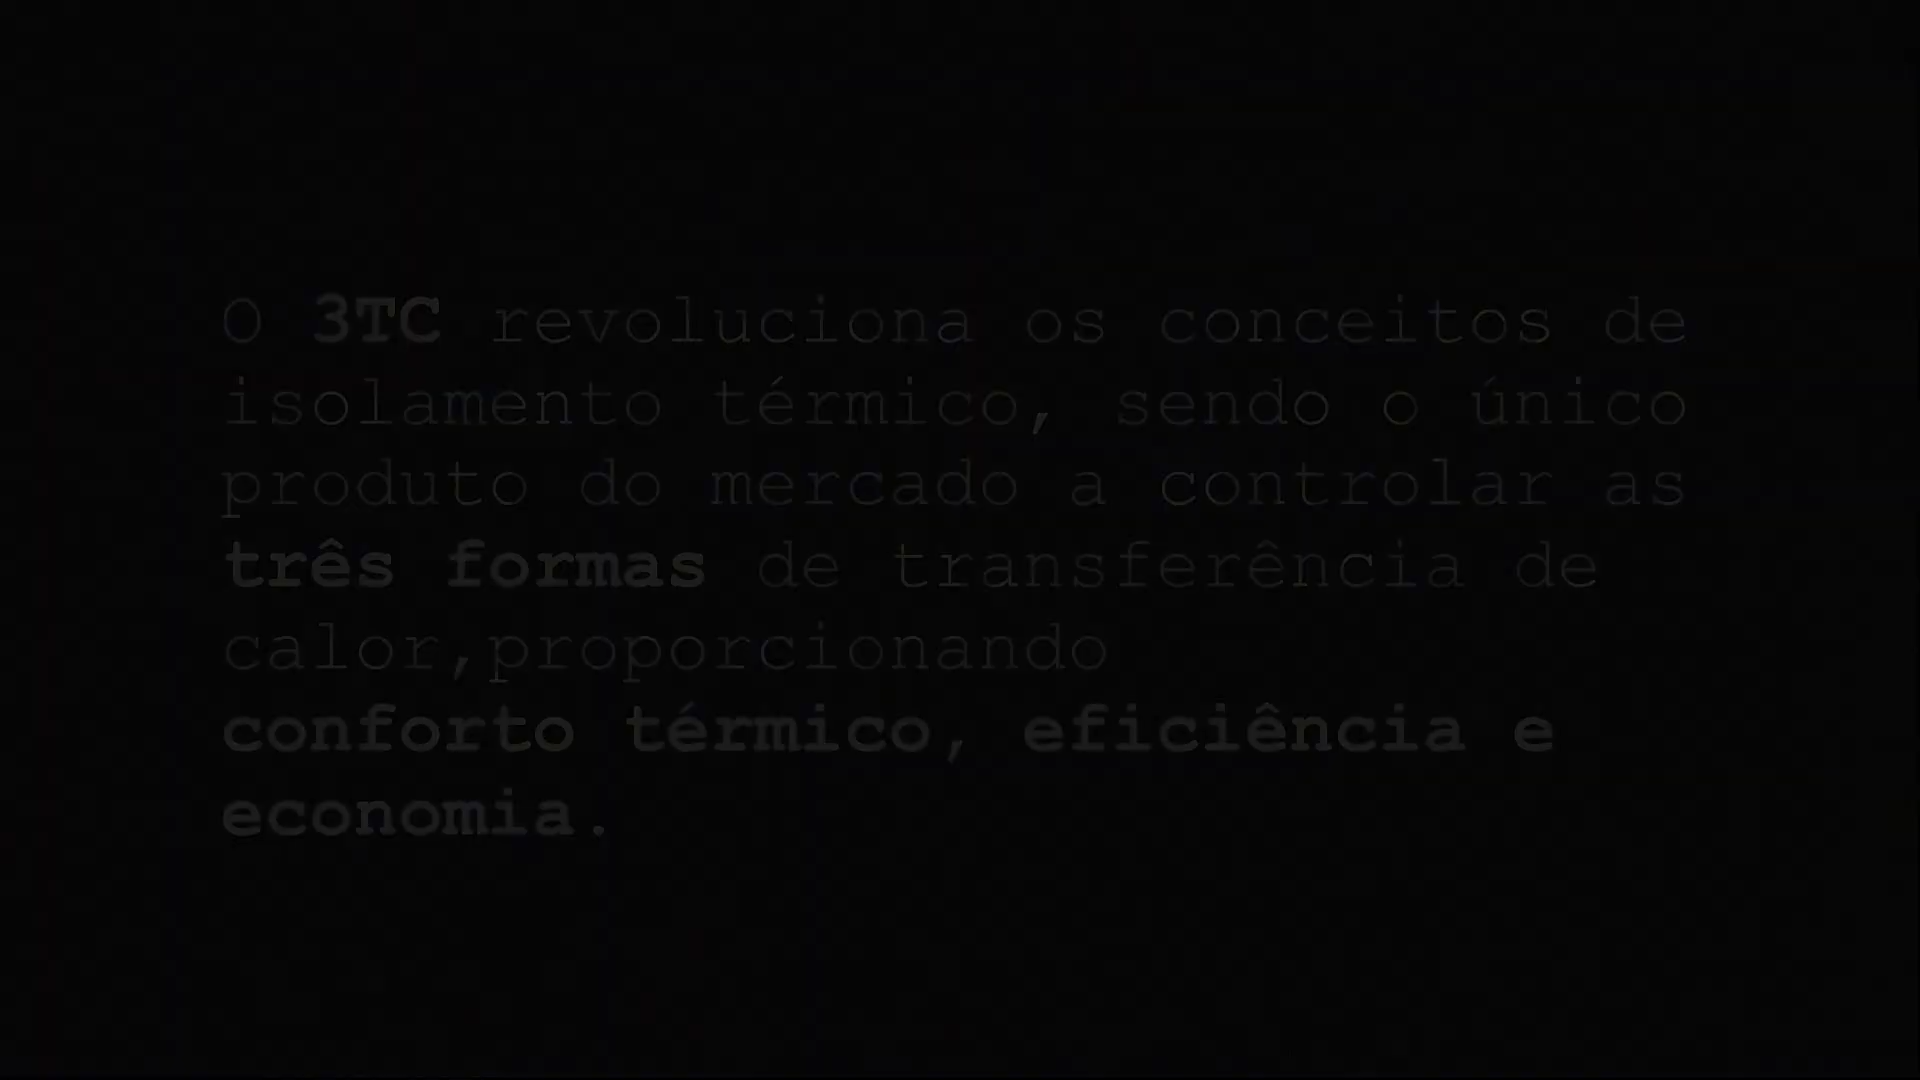 O 3TC revoluciona os conceitos de
isolamento térmico, sendo o único
produto do mercado a controlar as
três formas de transferência de
calor,proporcionando
conforto térmico, eficiência e
economia.